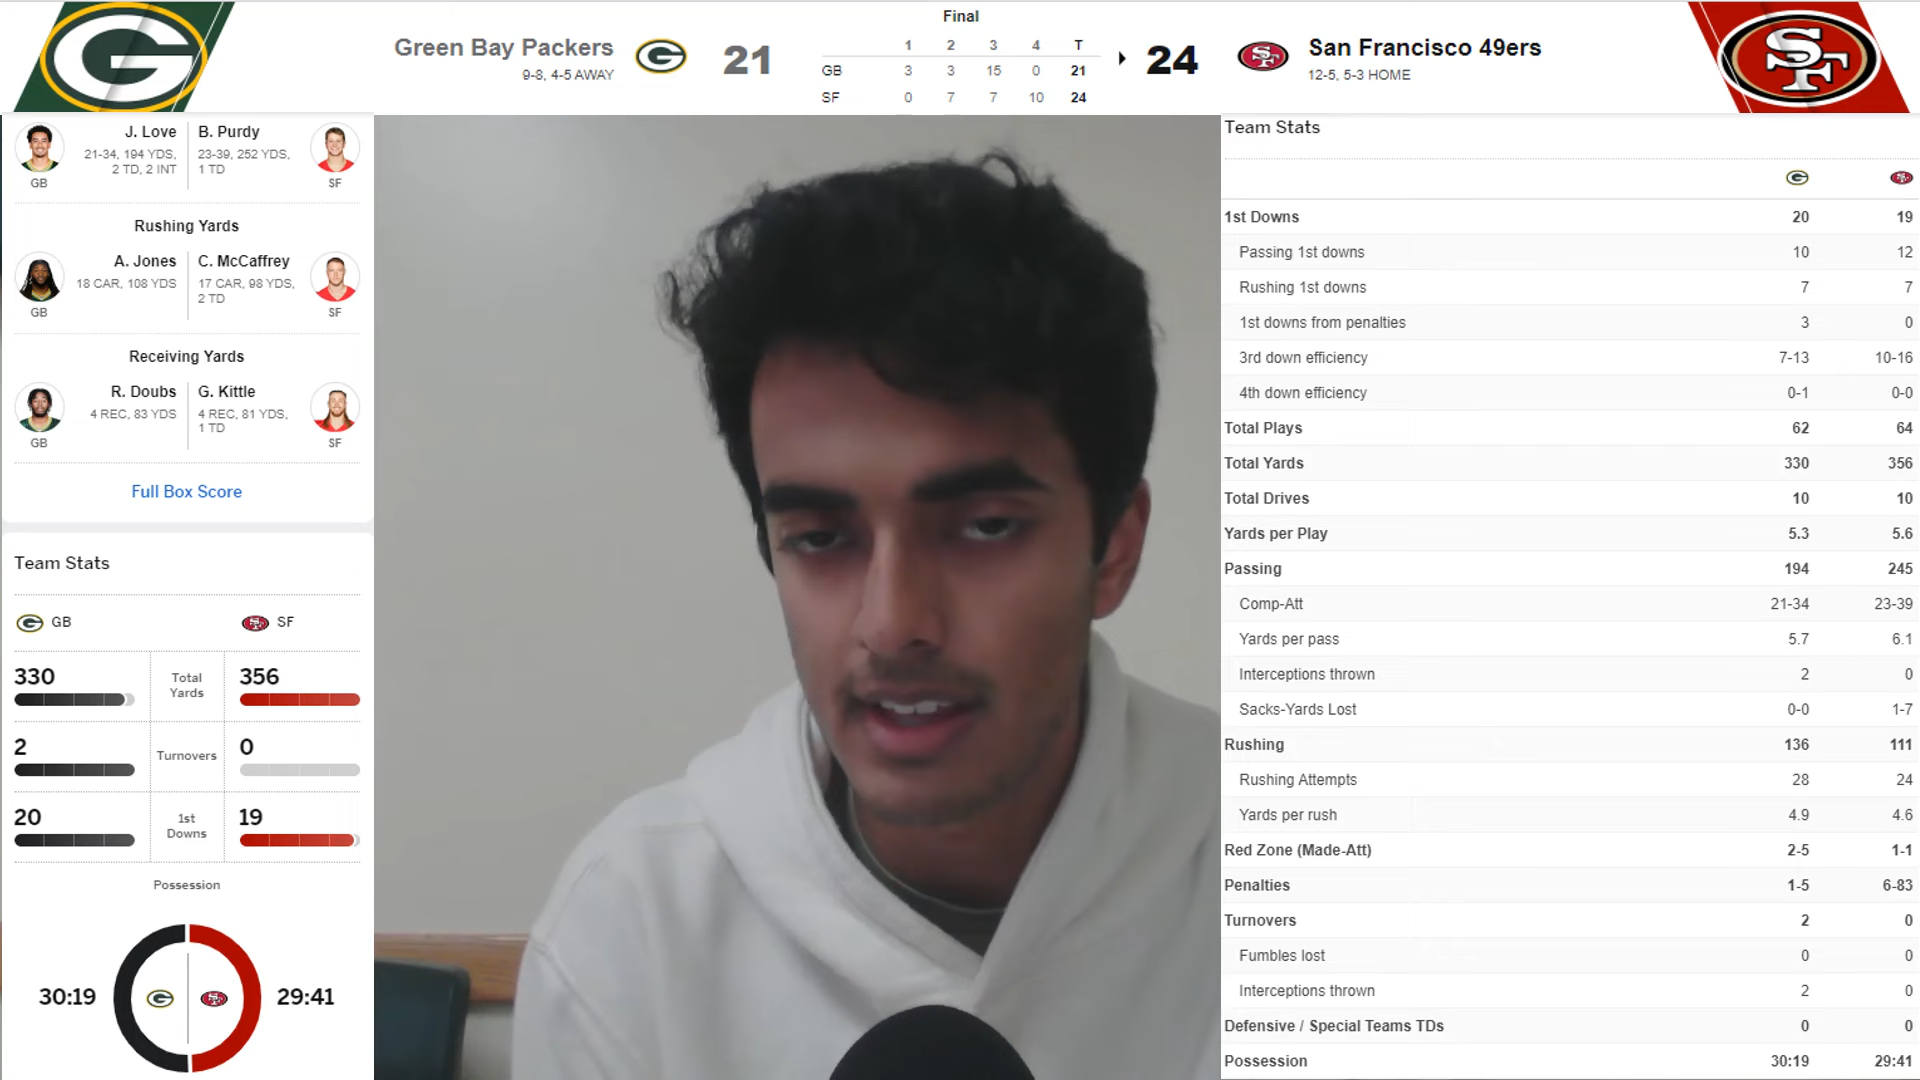 Final
Green Bay Packers
9-8, 4-5 AWAY
G
21
1 2 3 4 T
GB 3 3 15 0 21
SF 0 7 7 10 24
24
SF
San Francisco 49ers
12-5, 5-3 HOME
J. Love
21-34, 194 YDS,
2 TD, 2 INT
GB
B. Purdy
23-39, 252 YDS,
1 TD
SF
Rushing Yards
A. Jones
18 CAR, 108 YDS
GB
C. McCaffrey
17 CAR, 98 YDS,
2 TD
SF
Receiving Yards
R. Doubs
4 REC, 83 YDS
GB
G. Kittle
4 REC, 81 YDS,
1 TD
SF
Full Box Score
Team Stats
GB SF
330 Total Yards 356
2 Turnovers 0
20 1st Downs 19
Possession
30:19 29:41
Team Stats
1st Downs 20 19
Passing 1st downs 10 12
Rushing 1st downs 7 7
1st downs from penalties 3 0
3rd down efficiency 7-13 10-16
4th down efficiency 0-1 0-0
Total Plays 62 64
Total Yards 330 356
Total Drives 10 10
Yards per Play 5.3 5.6
Passing 194 245
Comp-Att 21-34 23-39
Yards per pass 5.7 6.1
Interceptions thrown 2 0
Sacks-Yards Lost 0-0 1-7
Rushing 136 111
Rushing Attempts 28 24
Yards per rush 4.9 4.6
Red Zone (Made-Att) 2-5 1-1
Penalties 1-5 6-83
Turnovers 2 0
Fumbles lost 0 0
Interceptions thrown 2 0
Defensive / Special Teams TDs 0 0
Possession 30:19 29:41